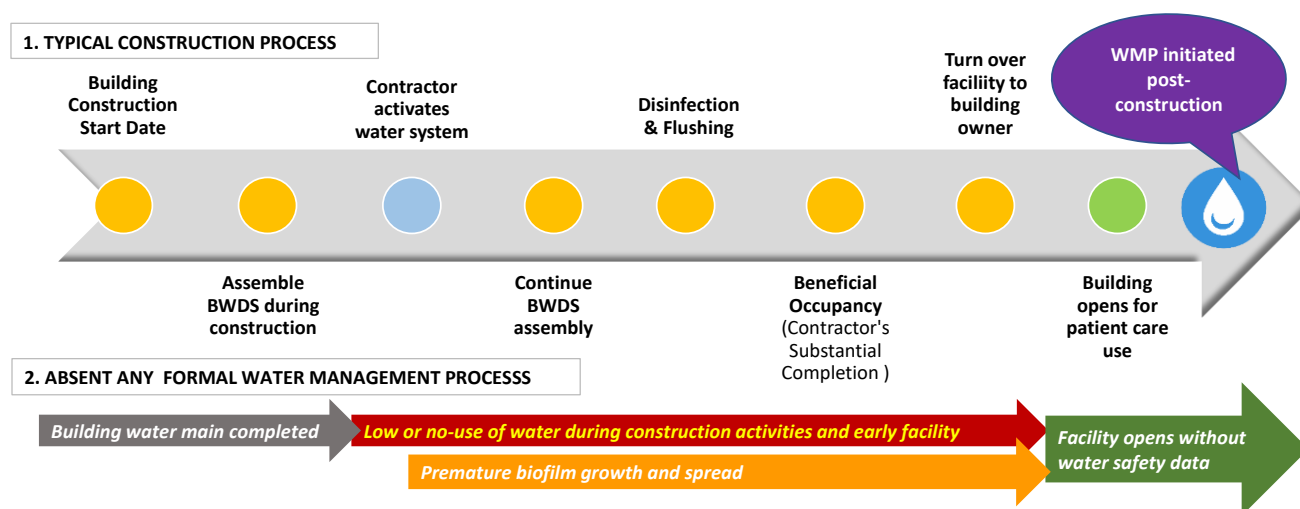 1. TYPICAL CONSTRUCTION PROCESS
Building
Construction
Start Date
Contractor
activates
water system
Disinfection
& Flushing
Turn over
faciliity to
building
owner
WMP initiated
post-
construction
Assemble
BWDS during
construction
Continue
BWDS
assembly
Beneficial
Occupancy
(Contractor's
Substantial
Completion )
Building
opens for
patient care
use
2. ABSENT ANY FORMAL WATER MANAGEMENT PROCESSS
Building water main completed
Low or no-use of water during construction activities and early facility
Premature biofilm growth and spread
Facility opens without
water safety data